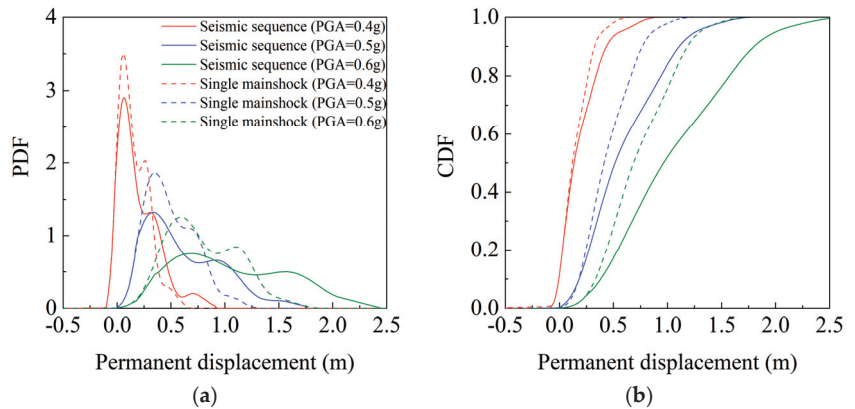 4
3
2
1
0
PDF
Seismic sequence (PGA=0.4g)
Seismic sequence (PGA=0.5g)
Seismic sequence (PGA=0.6g)
Single mainshock (PGA=0.4g)
Single mainshock (PGA=0.5g)
Single mainshock (PGA=0.6g)
-0.5 0.0 0.5 1.0 1.5 2.0 2.5
Permanent displacement (m)
(a)
1.0
0.8
0.6
0.4
0.2
0.0
CDF
-0.5 0.0 0.5 1.0 1.5 2.0 2.5
Permanent displacement (m)
(b)